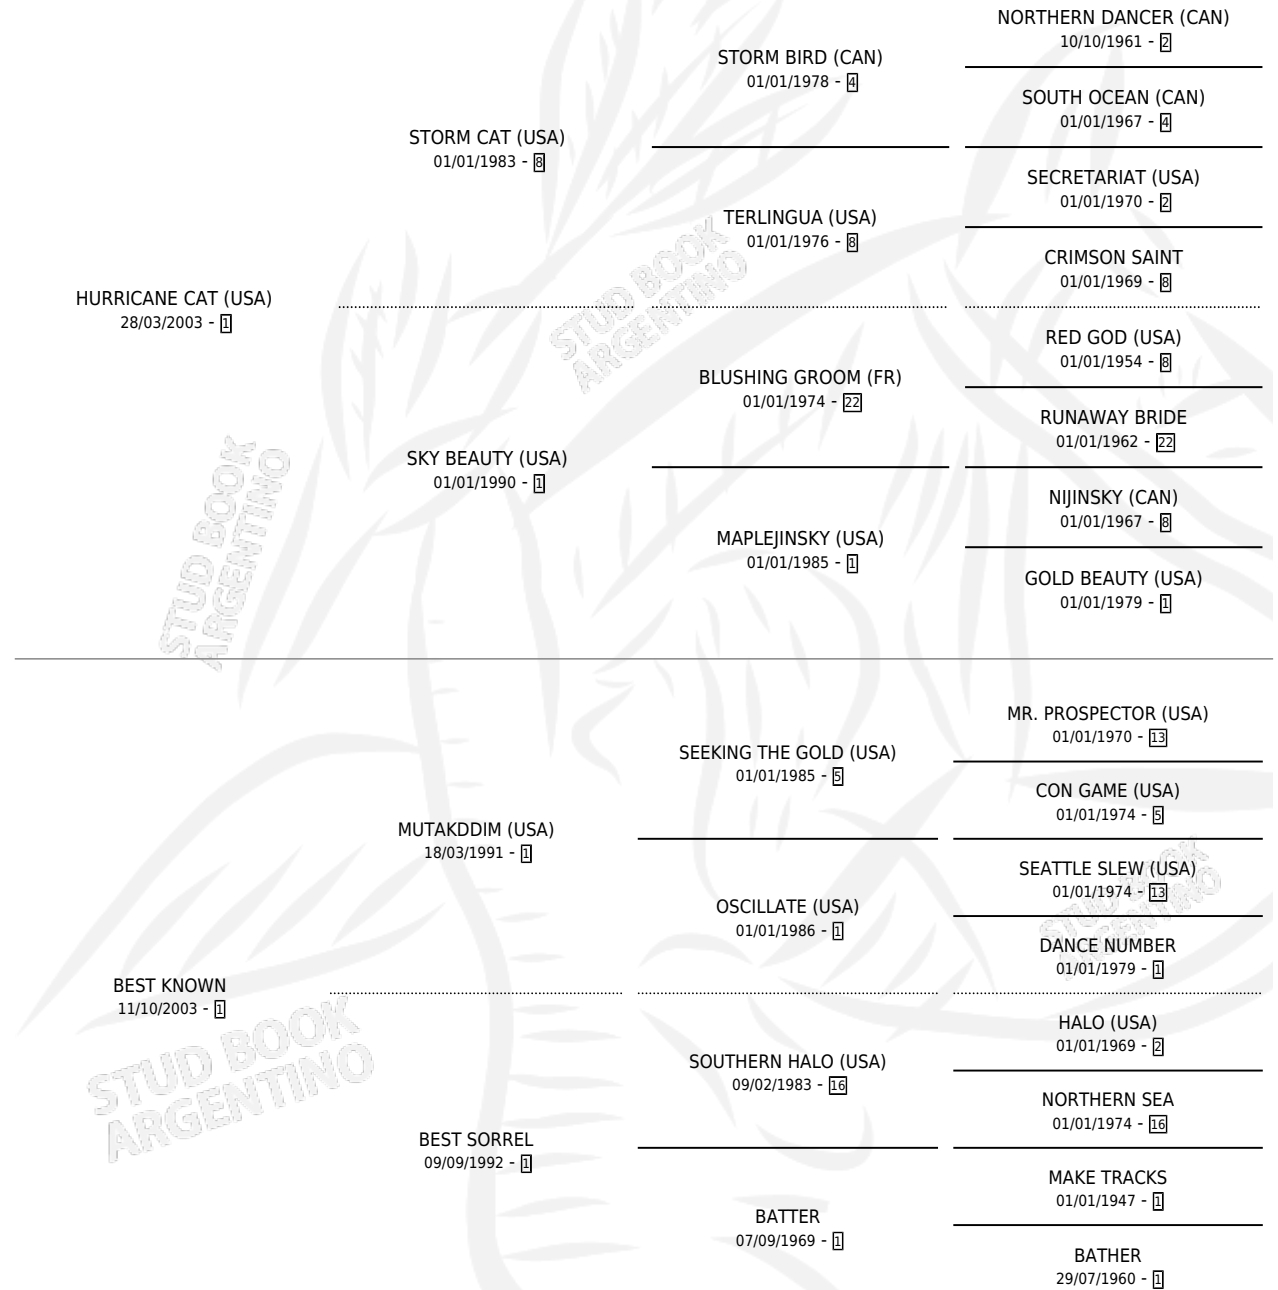 NORTHERN DANCER (CAN)
10/10/1961 - 2
STORM BIRD (CAN)
01/01/1978 - 4
SOUTH OCEAN (CAN)
01/01/1967 - 4
STORM CAT (USA)
01/01/1983 - 8
SECRETARIAT (USA)
01/01/1970 - 2
TERLINGUA (USA)
01/01/1976 - 8
CRIMSON SAINT
01/01/1969 - 8
HURRICANE CAT (USA)
28/03/2003 - 1
RED GOD (USA)
01/01/1954 - 8
BLUSHING GROOM (FR)
01/01/1974 - 22
RUNAWAY BRIDE
01/01/1962 - 22
SKY BEAUTY (USA)
01/01/1990 - 1
NIJINSKY (CAN)
01/01/1967 - 8
MAPLEJINSKY (USA)
01/01/1985 - 1
GOLD BEAUTY (USA)
01/01/1979 - 1
MR. PROSPECTOR (USA)
01/01/1970 - 13
SEEKING THE GOLD (USA)
01/01/1985 - 5
CON GAME (USA)
01/01/1974 - 5
MUTAKDDIM (USA)
18/03/1991 - 1
SEATTLE SLEW (USA)
01/01/1974 - 13
OSCILLATE (USA)
01/01/1986 - 1
DANCE NUMBER
01/01/1979 - 1
BEST KNOWN
11/10/2003 - 1
HALO (USA)
01/01/1969 - 2
SOUTHERN HALO (USA)
09/02/1983 - 16
NORTHERN SEA
01/01/1974 - 16
BEST SORREL
09/09/1992 - 1
MAKE TRACKS
01/01/1947 - 1
BATTER
07/09/1969 - 1
BATHER
29/07/1960 - 1
STUD BOOK
ARGENTINO
STUD BOOK
ARGENTINO
STUD BOOK
ARGENTINO
STUD BOOK
ARGENTINO